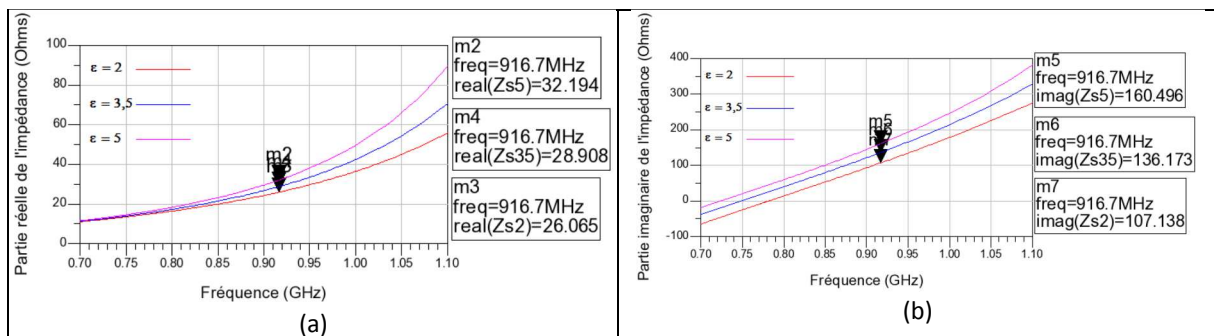 Partie réelle de l'impédance (Ohms)
100
80
60
40
20
0
ε = 2
ε = 3,5
ε = 5
m2
m4
m3
0.70 0.75 0.80 0.85 0.90 0.95 1.00 1.05 1.10
Fréquence (GHz)
m2
freq=916.7MHz
real(Zs5)=32.194
m4
freq=916.7MHz
real(Zs35)=28.908
m3
freq=916.7MHz
real(Zs2)=26.065
(a)
Partie imaginaire de l'impédance (Ohms)
400
300
200
100
0
-100
ε = 2
ε = 3,5
ε = 5
m5
m6
m7
0.70 0.75 0.80 0.85 0.90 0.95 1.00 1.05 1.10
Fréquence (GHz)
m5
freq=916.7MHz
imag(Zs5)=160.496
m6
freq=916.7MHz
imag(Zs35)=136.173
m7
freq=916.7MHz
imag(Zs2)=107.138
(b)